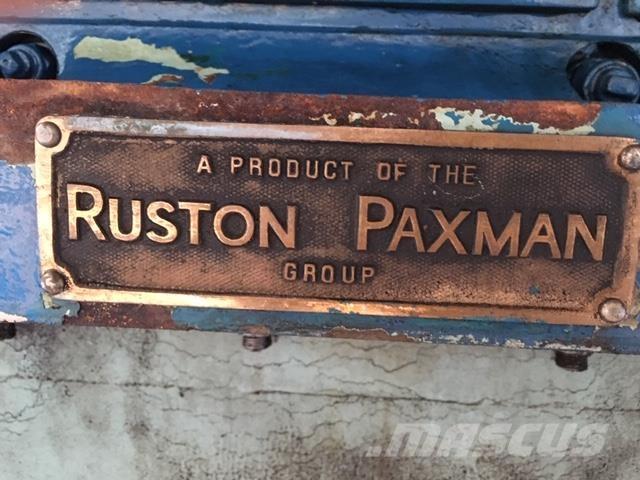 A PRODUCT OF THE
RUSTON PAXMAN
GROUP
mascus